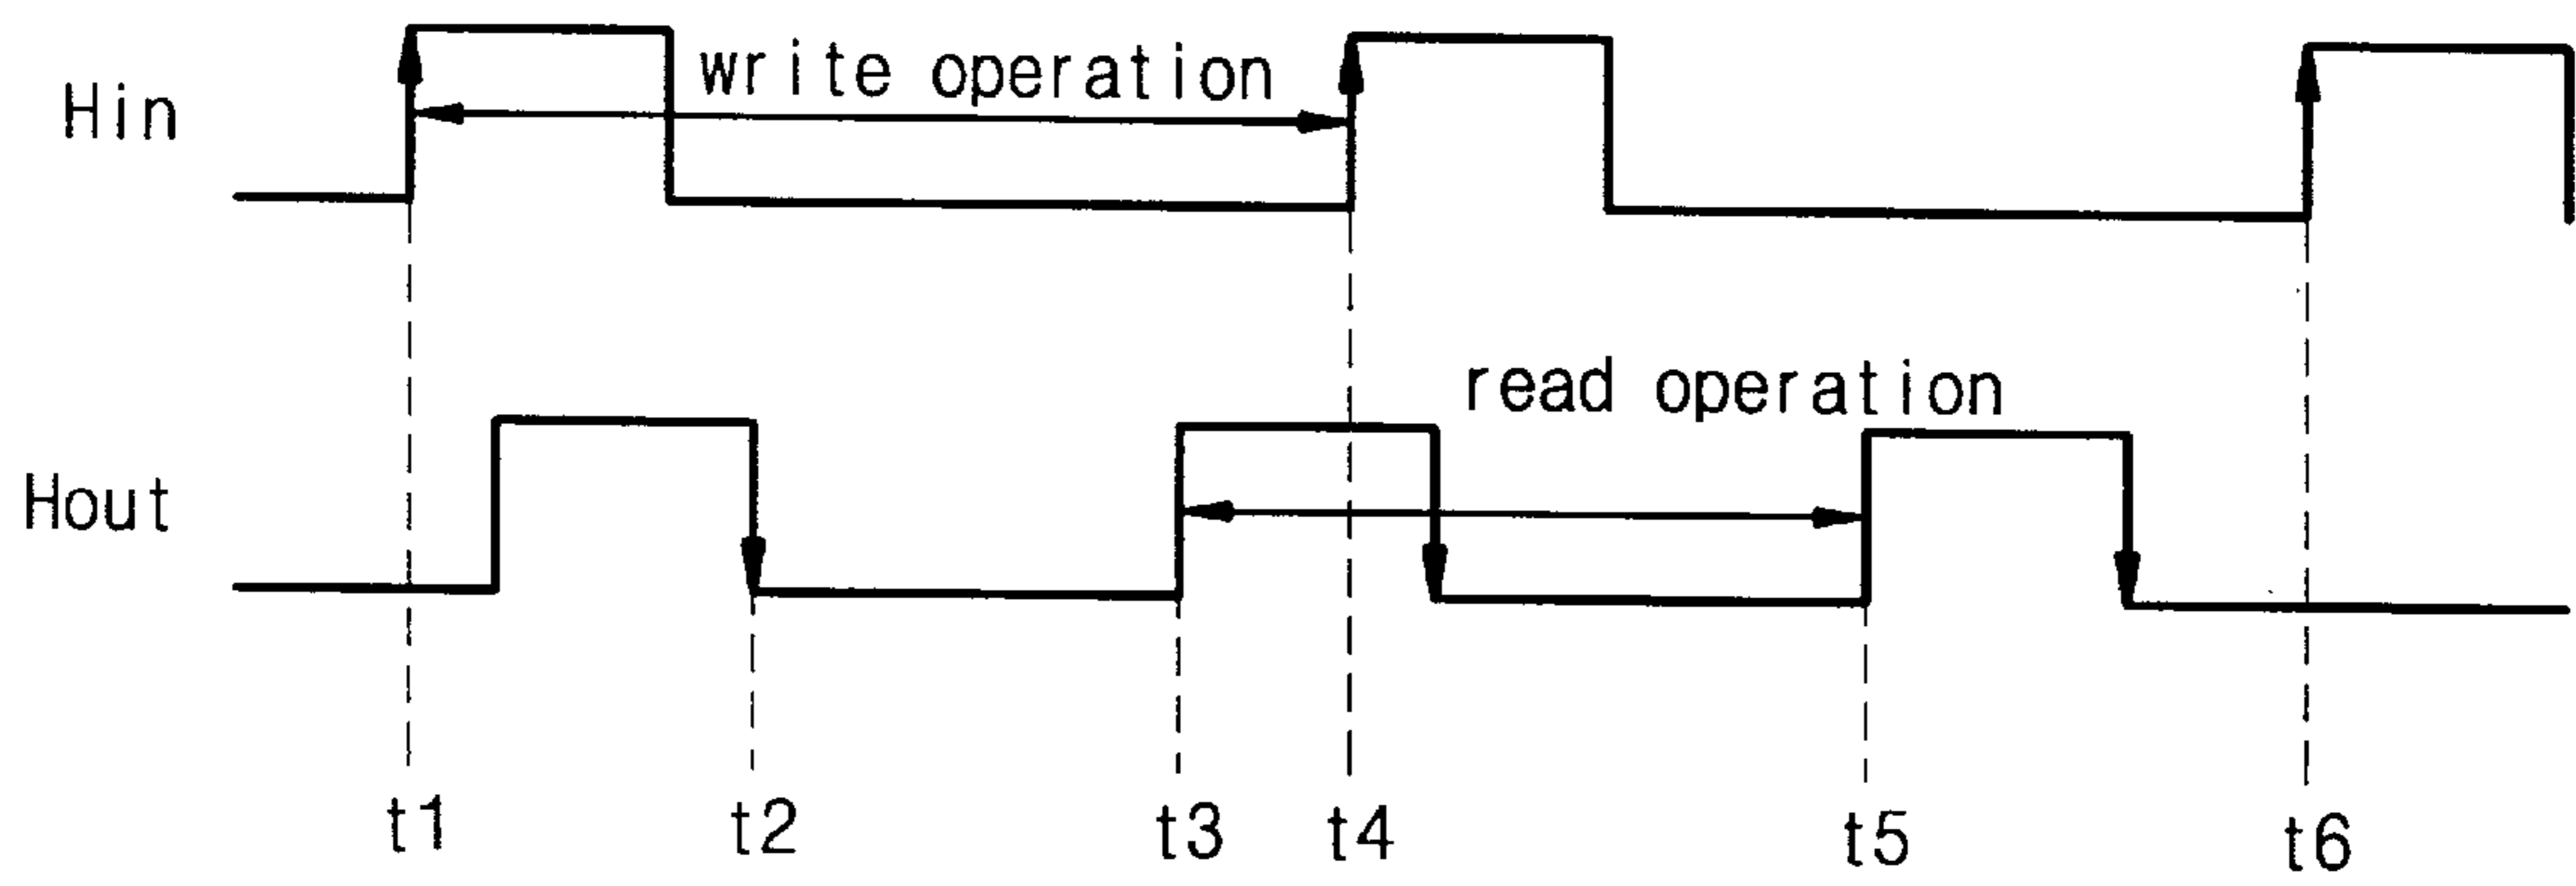 Hin
write operation
read operation
Hout
t1 t2 t3 t4 t5 t6